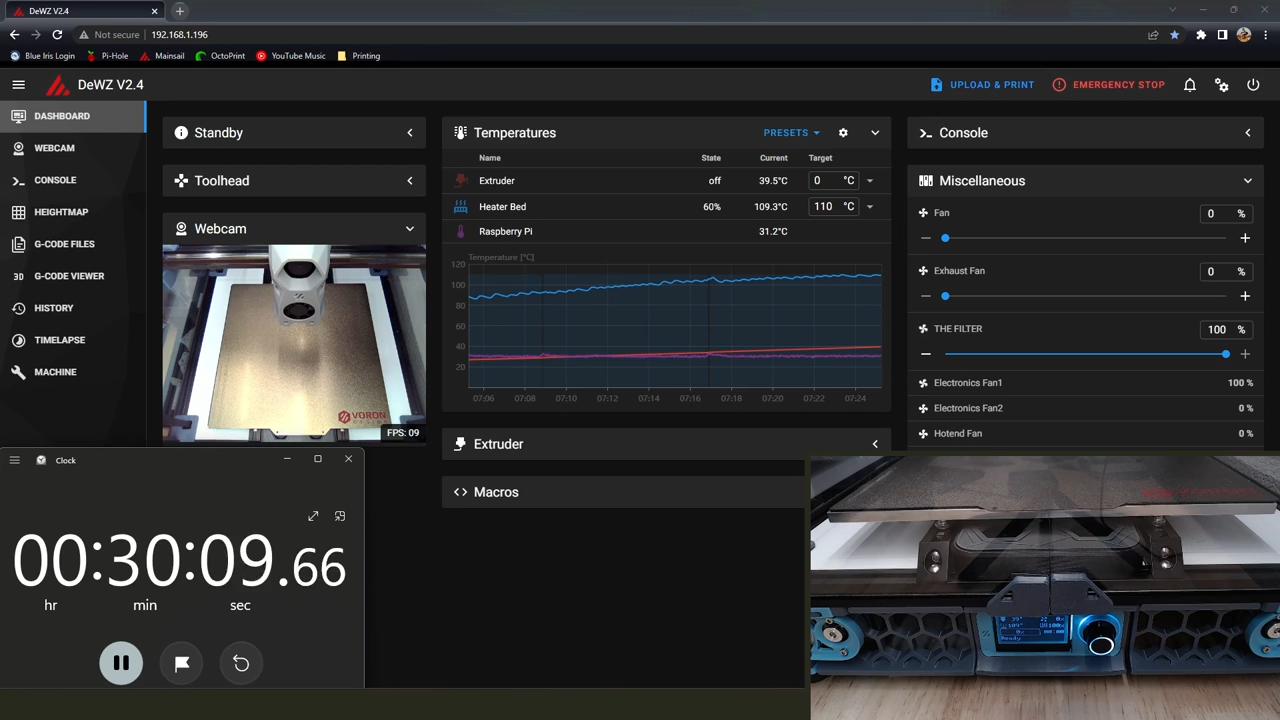 DeWZ V2.4
Not secure 192.168.1.196
Blue Iris Login Pi-Hole Mainsail OctoPrint YouTube Music Printing
DeWZ V2.4 UPLOAD & PRINT EMERGENCY STOP
DASHBOARD
WEBCAM
CONSOLE
HEIGHTMAP
G-CODE FILES
3D G-CODE VIEWER
HISTORY
TIMELAPSE
MACHINE
Standby
Toolhead
Webcam
VORON
FPS: 09
Temperatures PRESETS
Name State Current Target
Extruder off 39.5°C 0 °C
Heater Bed 60% 109.3°C 110 °C
Raspberry Pi 31.2°C
Temperature [°C]
120
100
80
60
40
20
07:06 07:08 07:10 07:12 07:14 07:16 07:18 07:20 07:22 07:24
Extruder
Macros
Console
Miscellaneous
Fan 0 %
Exhaust Fan 0 %
THE FILTER 100 %
Electronics Fan1 100 %
Electronics Fan2 0 %
Hotend Fan 0 %
Clock
00:30:09.66
hr min sec
39°
109°
0%
Ready